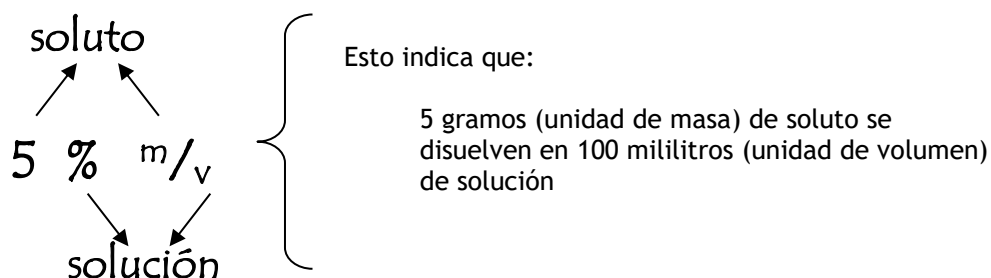 soluto
5 % m/v
solución
Esto indica que:
5 gramos (unidad de masa) de soluto se
disuelven en 100 mililitros (unidad de volumen)
de solución